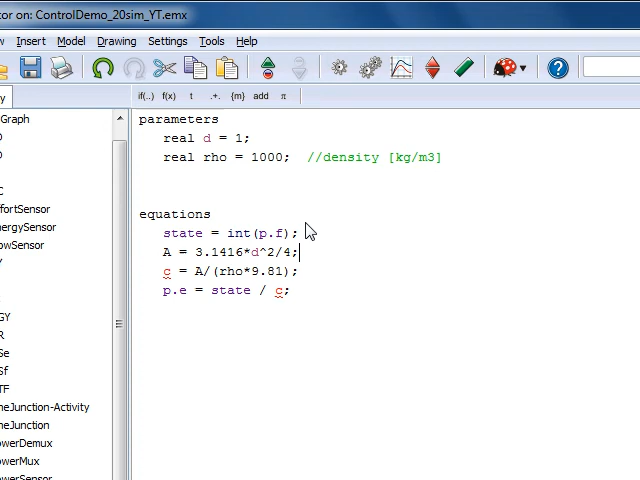 tor on: ControlDemo_20sim_YT.emx
w Insert Model Drawing Settings Tools Help
y if(..) f(x) t .+. {m} add π
Graph
O
O
C
fortSensor
nergySensor
owSensor
GY
R
Se
Sf
TF
neJunction-Activity
neJunction
owerDemux
owerMux
owerSensor
parameters
real d = 1;
real rho = 1000; //density [kg/m3]
equations
state = int(p.f);
A = 3.1416*d^2/4;
c = A/(rho*9.81);
p.e = state / c;